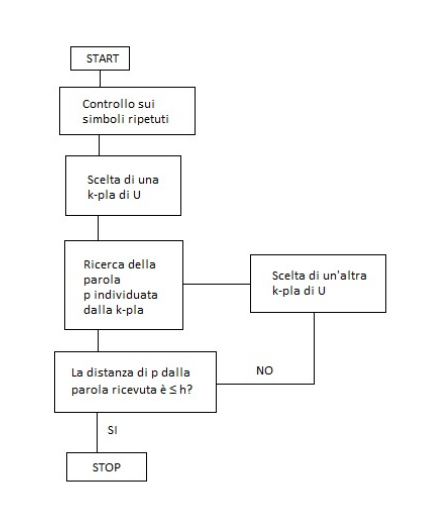 START
Controllo sui
simboli ripetuti
Scelta di una
k-pla di U
Ricerca della
parola
p individuata
dalla k-pla
Scelta di un'altra
k-pla di U
La distanza di p dalla
parola ricevuta è ≤ h?
NO
SI
STOP